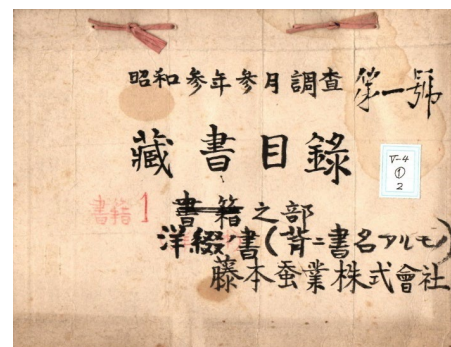 昭和参年参月調査 第一號
藏書目錄
V-4
①
2
書籍1
書籍之部
洋綴書(背ニ書名アルモノ)
藤本蚕業株式會社